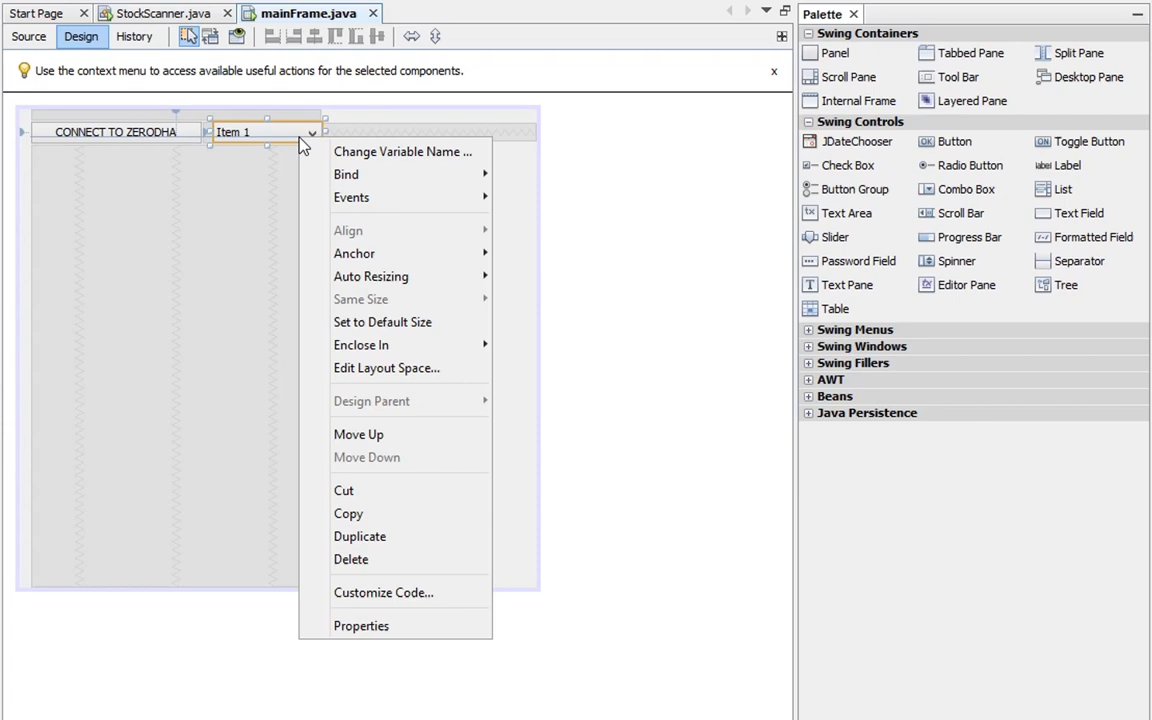 Start Page StockScanner.java mainFrame.java
Palette
Source Design History
Use the context menu to access available useful actions for the selected components. x
CONNECT TO ZERODHA Item 1
Change Variable Name ...
Bind
Events
Align
Anchor
Auto Resizing
Same Size
Set to Default Size
Enclose In
Edit Layout Space...
Design Parent
Move Up
Move Down
Cut
Copy
Duplicate
Delete
Customize Code...
Properties
Swing Containers
Panel Tabbed Pane Split Pane
Scroll Pane Tool Bar Desktop Pane
Internal Frame Layered Pane
Swing Controls
JDateChooser Button Toggle Button
Check Box Radio Button Label
Button Group Combo Box List
Text Area Scroll Bar Text Field
Slider Progress Bar Formatted Field
Password Field Spinner Separator
Text Pane Editor Pane Tree
Table
Swing Menus
Swing Windows
Swing Fillers
AWT
Beans
Java Persistence